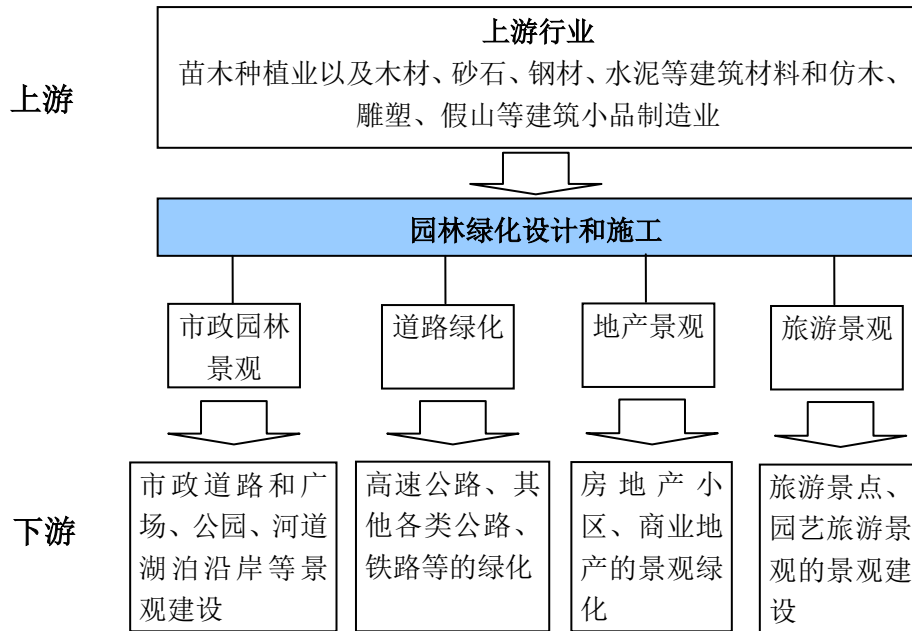 上游
上游行业
苗木种植业以及木材、砂石、钢材、水泥等建筑材料和仿木、
雕塑、假山等建筑小品制造业
园林绿化设计和施工
市政园林
景观
道路绿化
地产景观
旅游景观
下游
市政道路和广
场、公园、河道
湖泊沿岸等景
观建设
高速公路、其
他各类公路、
铁路等的绿化
房地产小
区、商业地
产的景观绿
化
旅游景点、
园艺旅游景
观的景观建
设